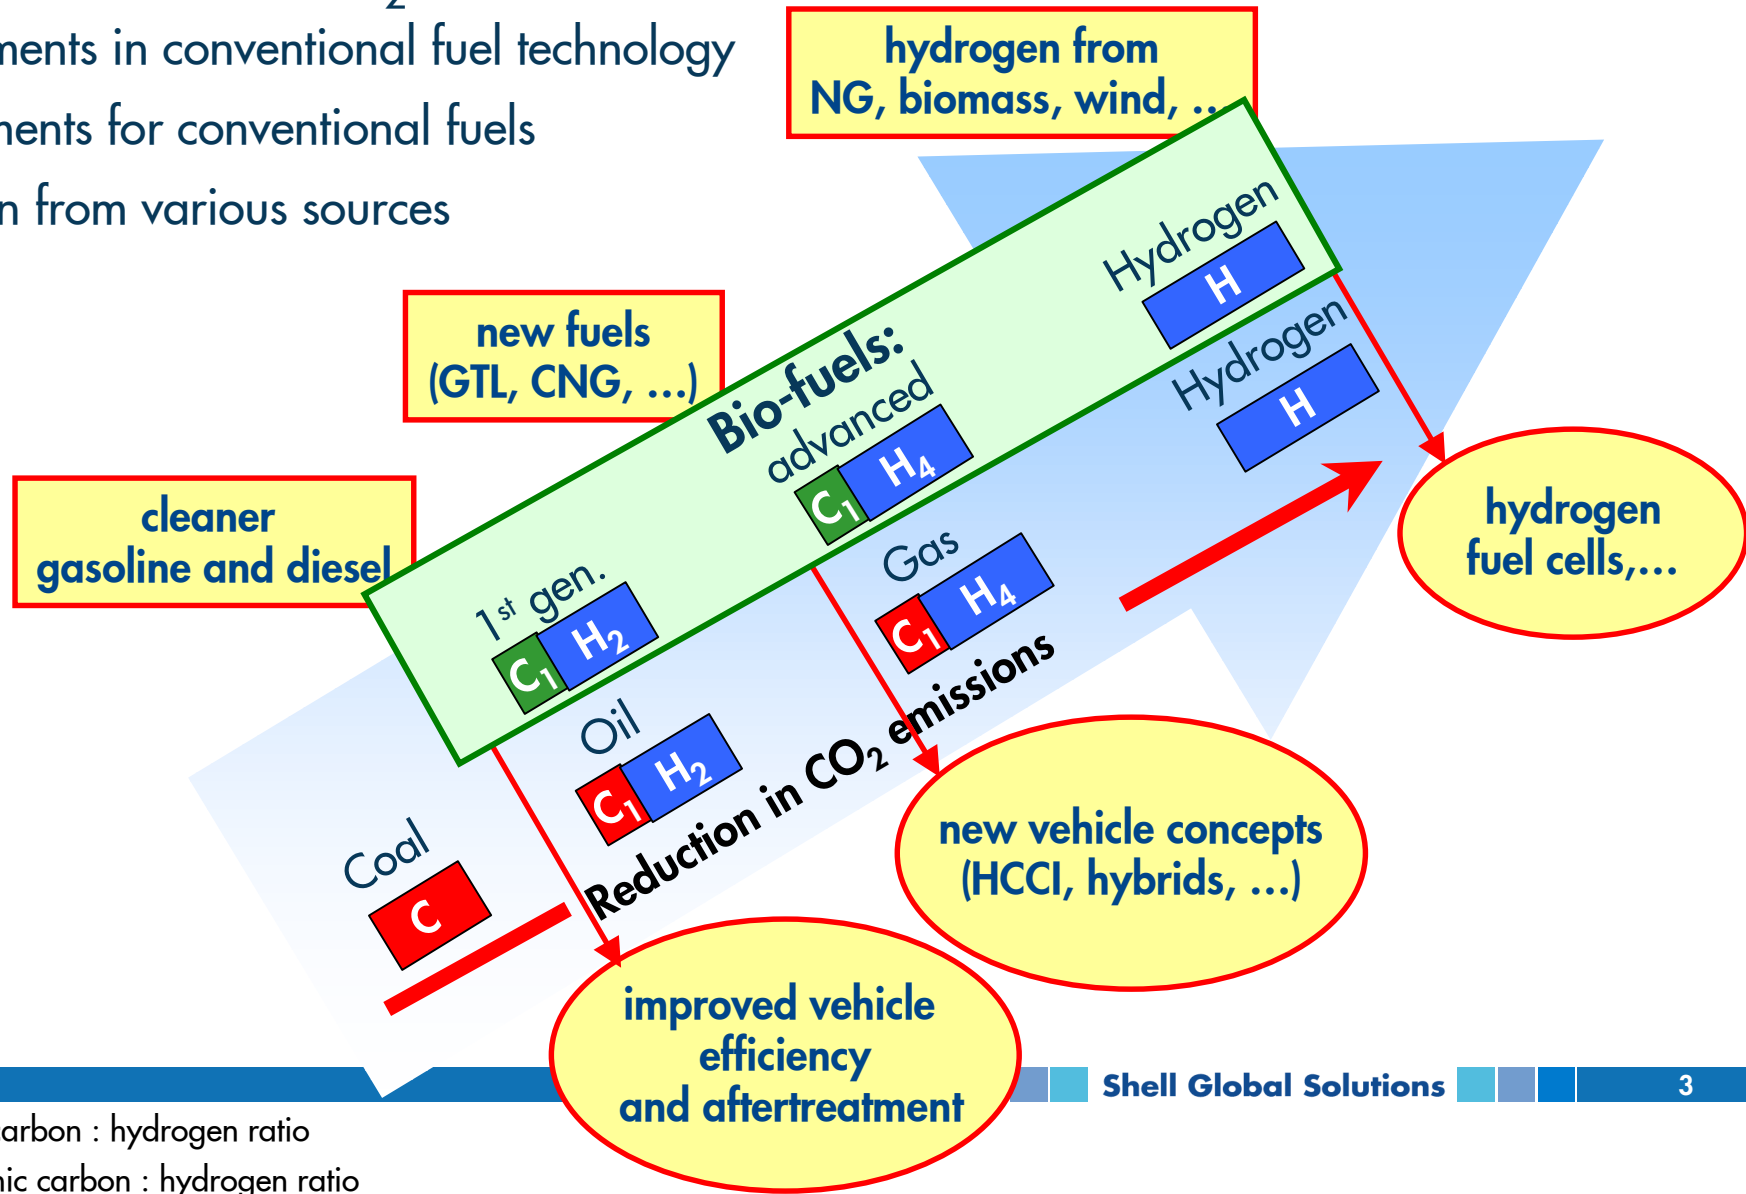 2
ments in conventional fuel technology
ments for conventional fuels
n from various sources
hydrogen from
NG, biomass, wind, ...
new fuels
(GTL, CNG, ...)
cleaner
gasoline and diesel
Bio-fuels:
Hydrogen
H
advanced
C1 H4
1st gen.
C1 H2
Hydrogen
H
Gas
C1 H4
Oil
C1 H2
Coal
C
Reduction in CO2 emissions
hydrogen
fuel cells,...
new vehicle concepts
(HCCI, hybrids, ...)
improved vehicle
efficiency
and aftertreatment
Shell Global Solutions
3
arbon : hydrogen ratio
nic carbon : hydrogen ratio